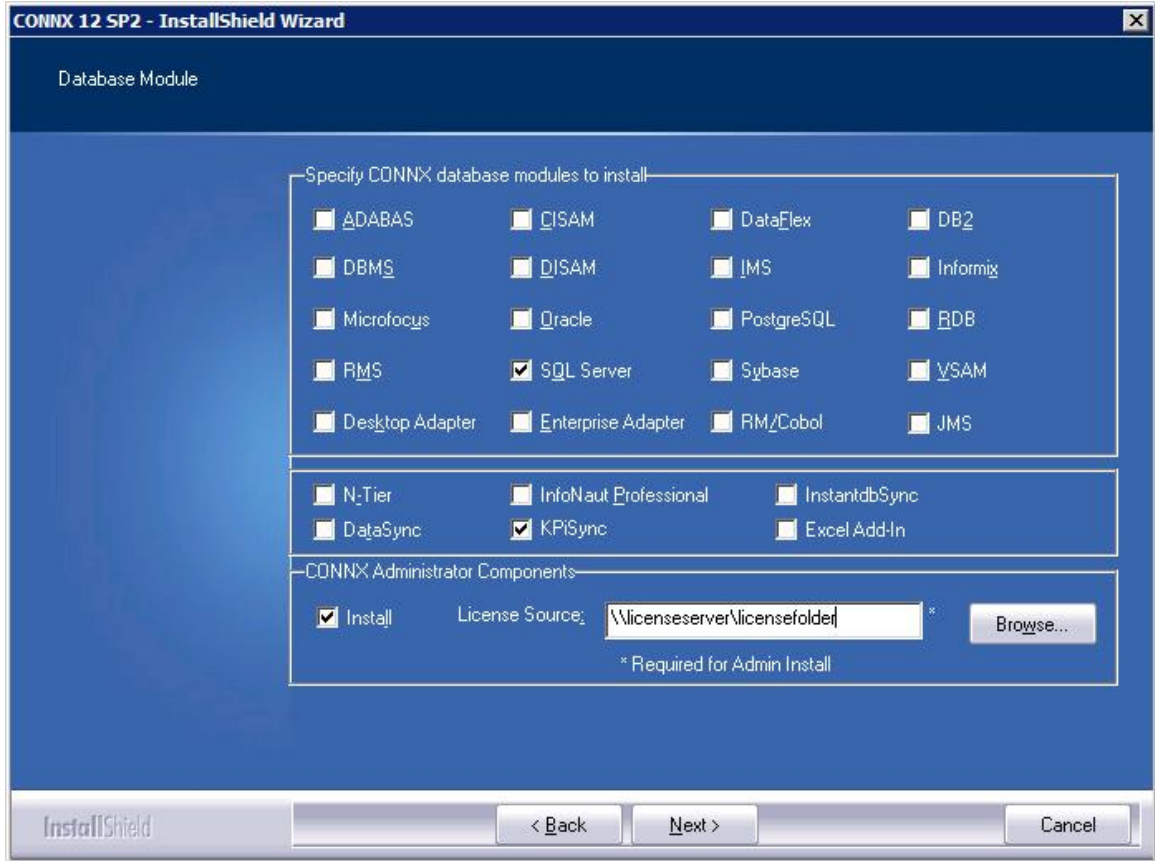 CONNX 12 SP2 - InstallShield Wizard
Database Module
Specify CONNX database modules to install
ADABAS CISAM DataFlex DB2
DBMS DISAM IMS Informix
Microfocus Oracle PostgreSQL RDB
RMS SQL Server Sybase VSAM
Desktop Adapter Enterprise Adapter RM/Cobol JMS
N-Tier InfoNaut Professional InstantdbSync
DataSync KPiSync Excel Add-In
CONNX Administrator Components
Install License Source: \\licenseserver\licensefolder * Browse...
* Required for Admin Install
InstallShield < Back Next > Cancel